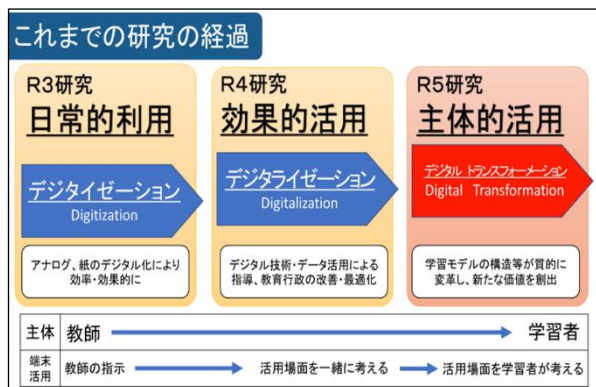 これまでの研究の経過
R3研究
日常的利用
デジタイゼーション
Digitization
アナログ、紙のデジタル化により
効率・効果的に
R4研究
効果的活用
デジタライゼーション
Digitalization
デジタル技術・データ活用による
指導、教育行政の改善・最適化
R5研究
主体的活用
デジタル トランスフォーメーション
Digital Transformation
学習モデルの構造等が質的に
変革し、新たな価値を創出
主体 教師 学習者
端末
活用
教師の指示 活用場面を一緒に考える 活用場面を学習者が考える